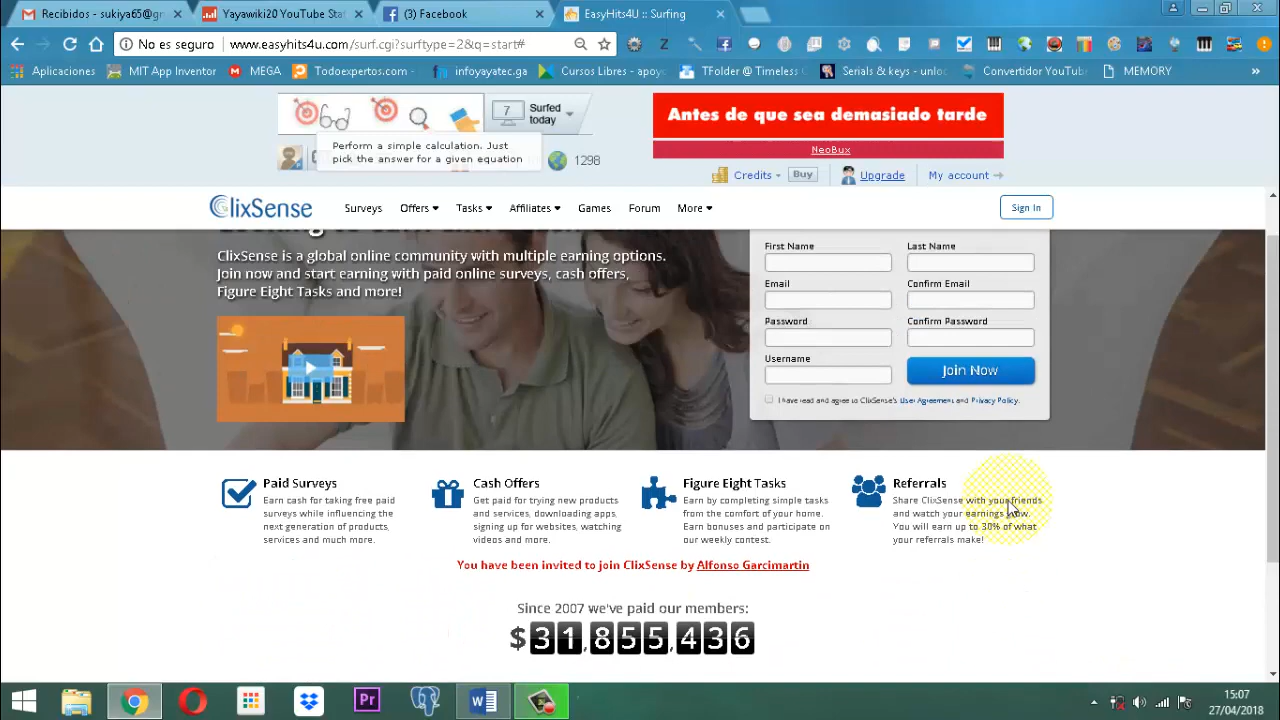 Recibidos - sukiya65@gr
Yayawiki20 YouTube Stat
(2) Facebook
EasyHits4U :: Surfing
No es seguro
www.easyhits4u.com/surf.cgi?surftype=2&q=start#
Aplicaciones
MIT App Inventor
MEGA
Todoexpertos.com -
infoyayatec.ga
Cursos Libres - apoyo
TFolder @ Timeless
Serials & keys - unloc
Convertidor YouTube
MEMORY
»
7
Surfed today
Perform a simple calculation. Just
pick the answer for a given equation
1298
Antes de que sea demasiado tarde
NeoBux
Credits
Buy
Upgrade
My account
ClixSense
Surveys
Offers
Tasks
Affiliates
Games
Forum
More
Sign In
ClixSense is a global online community with multiple earning options.
Join now and start earning with paid online surveys, cash offers,
Figure Eight Tasks and more!
First Name
Last Name
Email
Confirm Email
Password
Confirm Password
Username
Join Now
I have read and agree to ClixSense's User Agreement and Privacy Policy.
Paid Surveys
Earn cash for taking free paid
surveys while influencing the
next generation of products,
services and much more.
Cash Offers
Get paid for trying new products
and services, downloading apps,
signing up for websites, watching
videos and more.
Figure Eight Tasks
Earn by completing simple tasks
from the comfort of your home.
Earn bonuses and participate on
our weekly contest.
Referrals
Share ClixSense with your friends
and watch your earnings
You will earn up to 30% of what
your referrals make!
You have been invited to join ClixSense by Alfonso Garcimartin
Since 2007 we've paid our members:
$31,855,436
15:07
27/04/2018